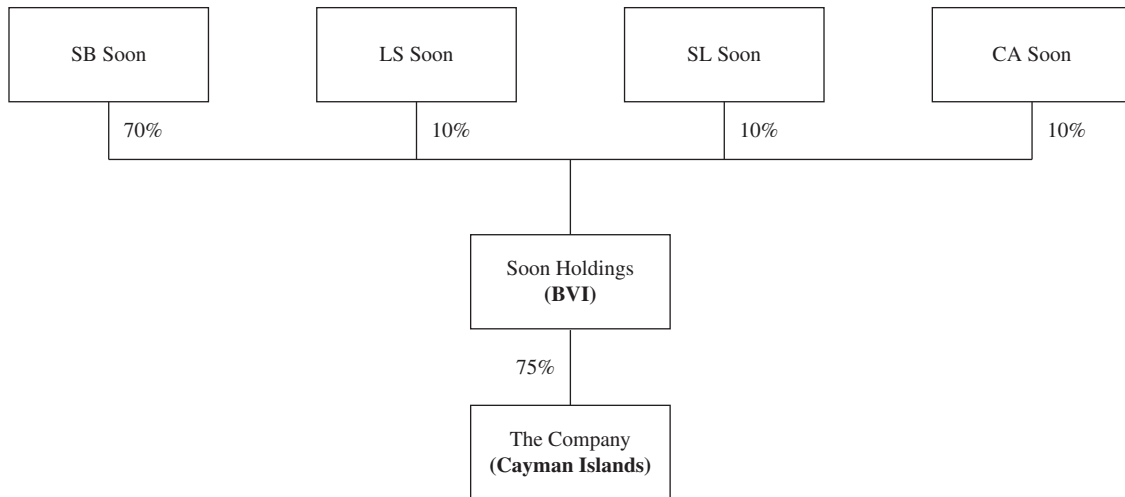 SB Soon
LS Soon
SL Soon
CA Soon
70%
10%
10%
10%
Soon Holdings
(BVI)
75%
The Company
(Cayman Islands)